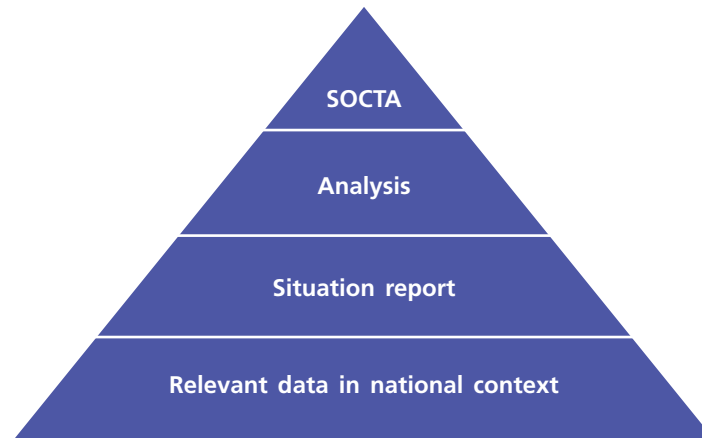 SOCTA
Analysis
Situation report
Relevant data in national context